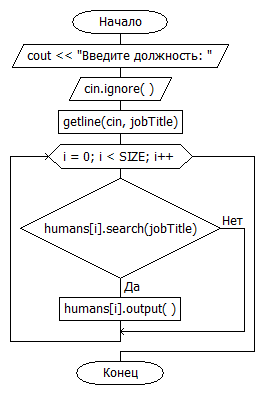 Начало
cout << "Введите должность: "
cin.ignore( )
getline(cin, jobTitle)
i = 0; i < SIZE; i++
humans[i].search(jobTitle)
Нет
Да
humans[i].output( )
Конец